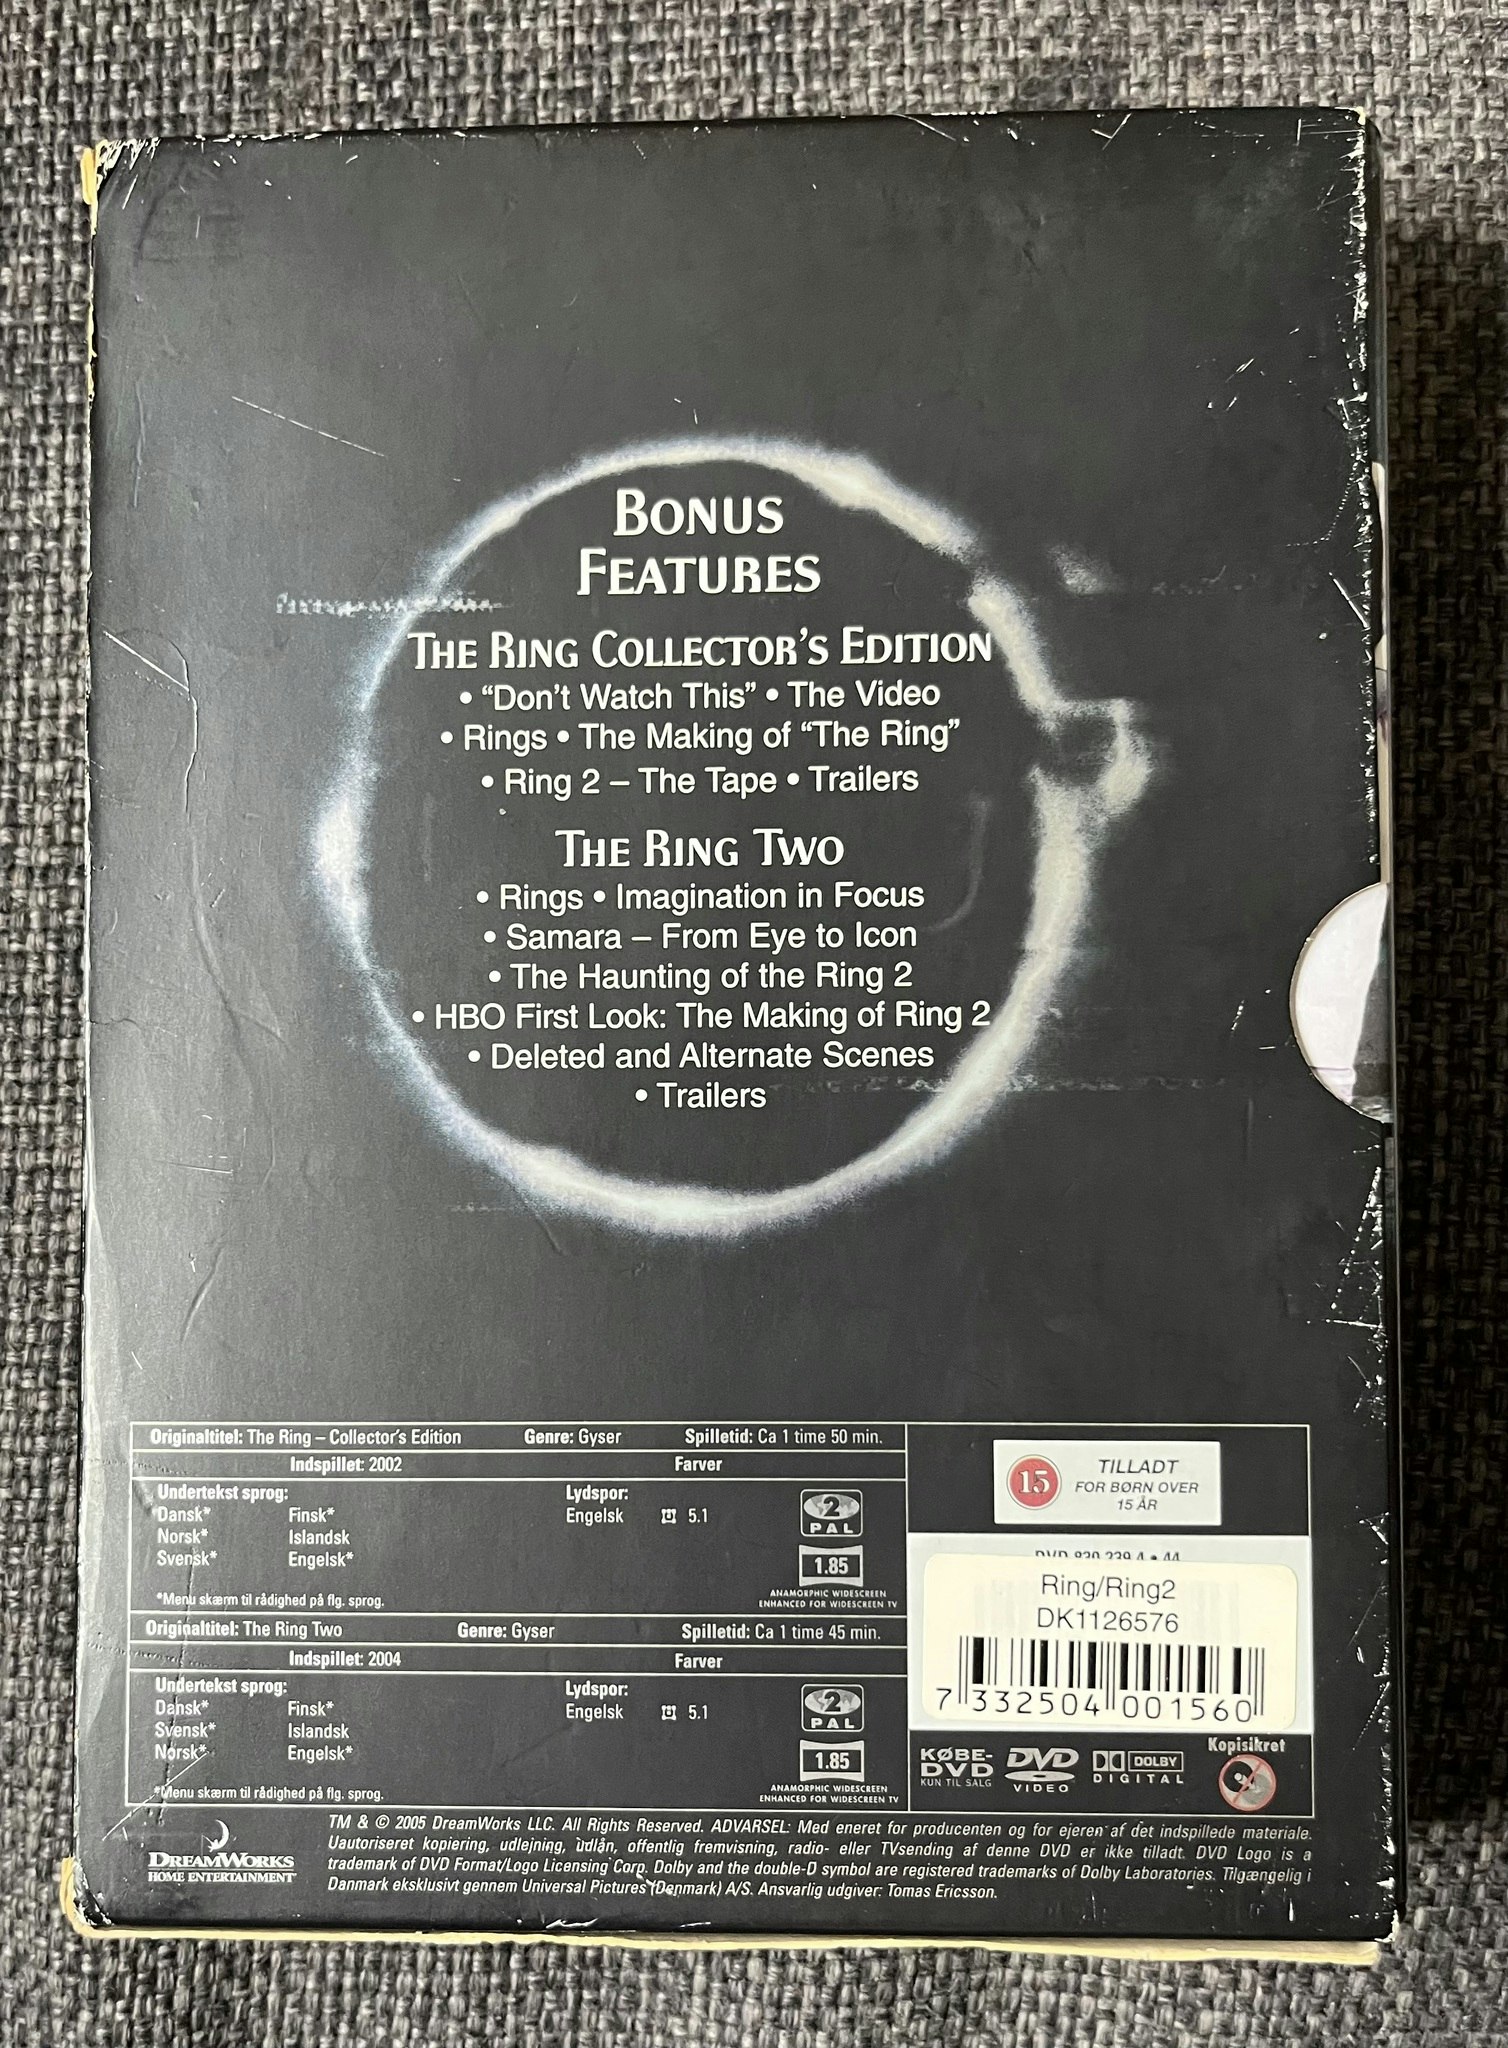 BONUS
FEATURES
THE RING COLLECTOR'S EDITION
• “Don't Watch This” • The Video
• Rings • The Making of “The Ring”
• Ring 2 – The Tape • Trailers
THE RING TWO
• Rings • Imagination in Focus
• Samara – From Eye to Icon
• The Haunting of the Ring 2
• HBO First Look: The Making of Ring 2
• Deleted and Alternate Scenes
• Trailers
Originaltitel: The Ring – Collector's Edition Genre: Gyser Spilletid: Ca 1 time 50 min.
Indspillet: 2002 Farver
Undertekst sprog: Lydspor:
Dansk* Finsk* Engelsk 5.1
Norsk* Islandsk
Svensk* Engelsk*
*Menu skærm til rådighed på flg. sprog.
2
PAL
1.85
ANAMORPHIC WIDESCREEN
ENHANCED FOR WIDESCREEN TV
Originaltitel: The Ring Two Genre: Gyser Spilletid: Ca 1 time 45 min.
Indspillet: 2004 Farver
Undertekst sprog: Lydspor:
Dansk* Finsk* Engelsk 5.1
Svensk* Islandsk
Norsk* Engelsk*
*Menu skærm til rådighed på flg. sprog.
2
PAL
1.85
ANAMORPHIC WIDESCREEN
ENHANCED FOR WIDESCREEN TV
15 TILLADT
FOR BØRN OVER
15 ÅR
Ring/Ring2
DK1126576
7 332504 001560
KØBE-
DVD
KUN TIL SALG
DVD
VIDEO
DOLBY
DIGITAL
Kopisikret
DREAMWORKS
HOME ENTERTAINMENT
TM & © 2005 DreamWorks LLC. All Rights Reserved. ADVARSEL: Med eneret for producenten og for ejeren af det indspillede materiale.
Uautoriseret kopiering, udlejning, udlån, offentlig fremvisning, radio- eller TVsending af denne DVD er ikke tilladt. DVD Logo is a
trademark of DVD Format/Logo Licensing Corp. Dolby and the double-D symbol are registered trademarks of Dolby Laboratories. Tilgængelig i
Danmark eksklusivt gennem Universal Pictures (Denmark) A/S. Ansvarlig udgiver: Tomas Ericsson.